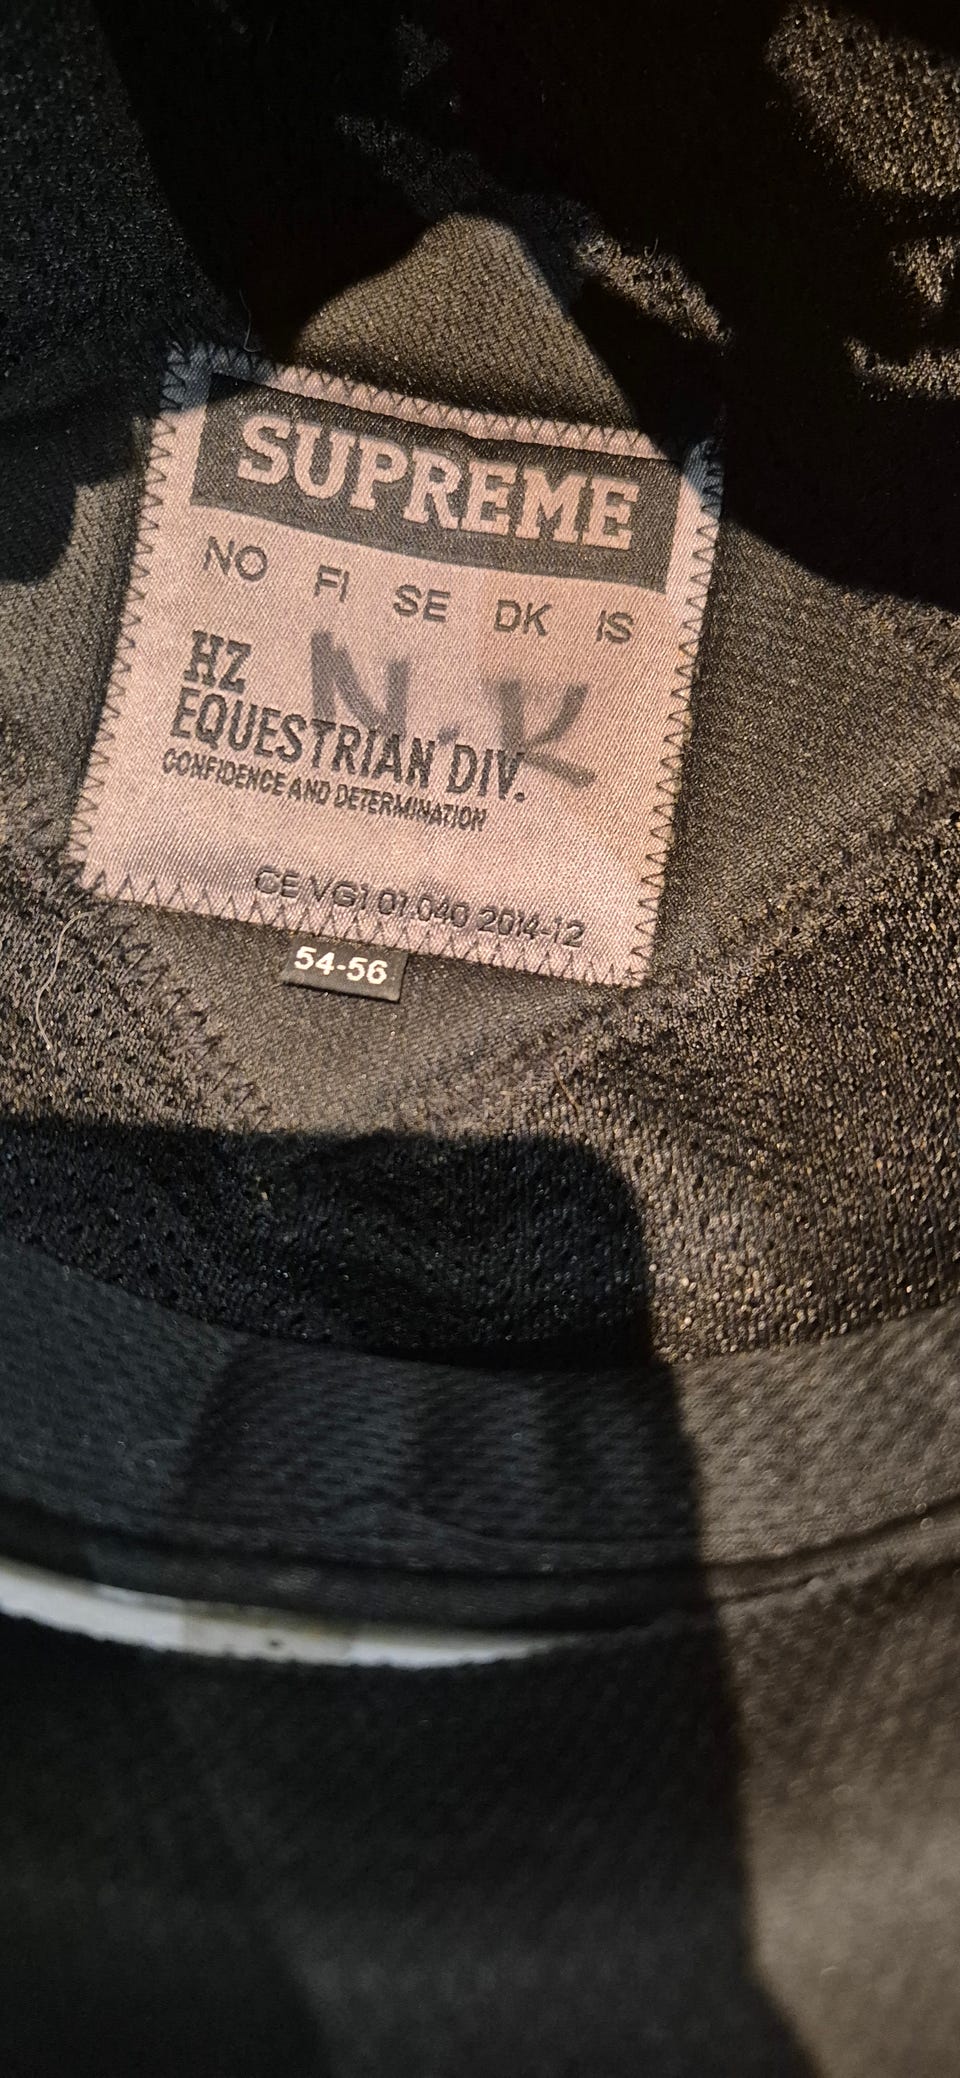 SUPREME
NO FI SE DK IS
N.K
HZ
EQUESTRIAN DIV.
CONFIDENCE AND DETERMINATION
CE VG1 01.040 2014-12
54-56